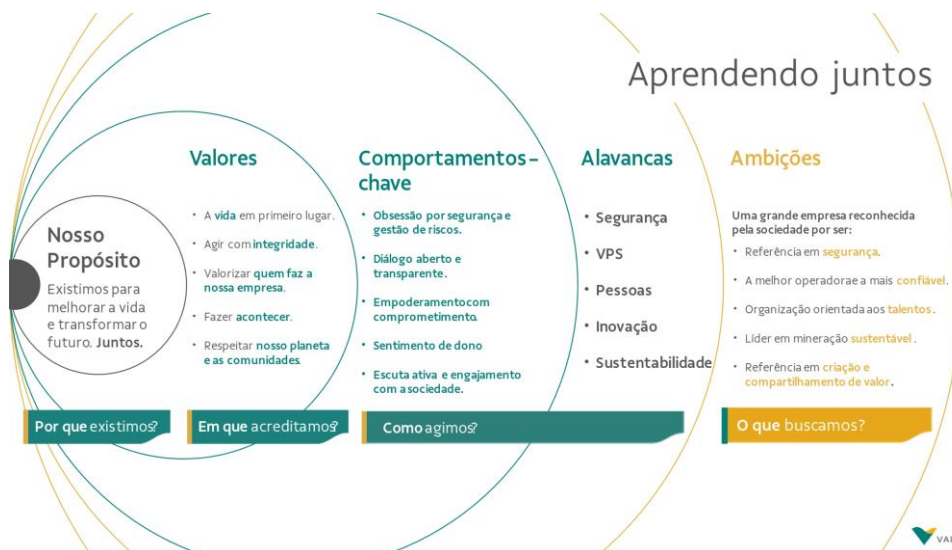 Aprendendo juntos
Nosso
Propósito
Existimos para
melhorar a vida
e transformar o
futuro. Juntos.
Por que existimos?
Valores
• A vida em primeiro lugar.
• Agir com integridade.
• Valorizar quem faz a
nossa empresa.
• Fazer acontecer.
• Respeitar nosso planeta
e as comunidades.
Em que acreditamos?
Comportamentos-
chave
• Obsessão por segurança e
gestão de riscos.
• Diálogo aberto e
transparente.
• Empoderamento com
comprometimento.
• Sentimento de dono
• Escuta ativa e engajamento
com a sociedade.
Alavancas
• Segurança
• VPS
• Pessoas
• Inovação
• Sustentabilidade
Como agimos?
Ambições
Uma grande empresa reconhecida
pela sociedade por ser:
• Referência em segurança.
• A melhor operadora e a mais confiável.
• Organização orientada aos talentos.
• Líder em mineração sustentável.
• Referência em criação e
compartilhamento de valor.
O que buscamos?